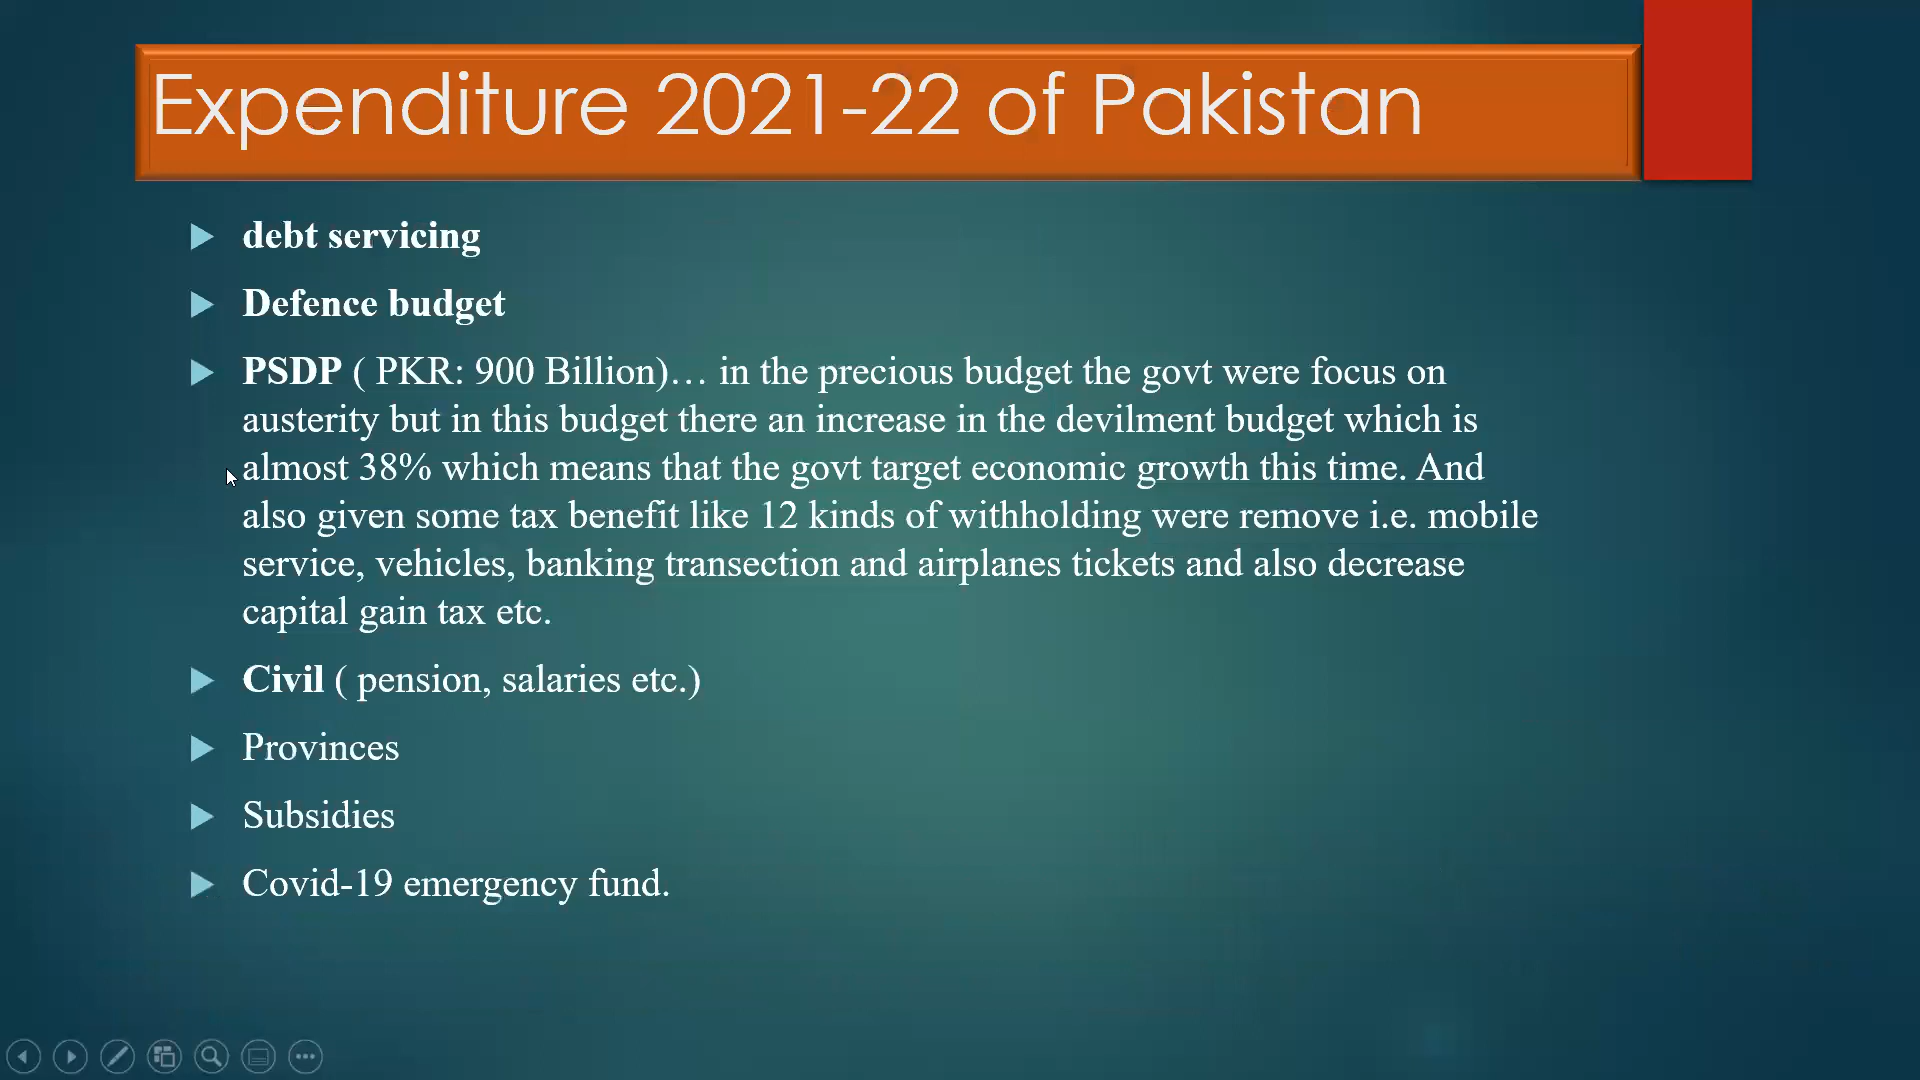 Expenditure 2021-22 of Pakistan
debt servicing
Defence budget
PSDP ( PKR: 900 Billion)… in the precious budget the govt were focus on
austerity but in this budget there an increase in the devilment budget which is
almost 38% which means that the govt target economic growth this time. And
also given some tax benefit like 12 kinds of withholding were remove i.e. mobile
service, vehicles, banking transection and airplanes tickets and also decrease
capital gain tax etc.
Civil ( pension, salaries etc.)
Provinces
Subsidies
Covid-19 emergency fund.